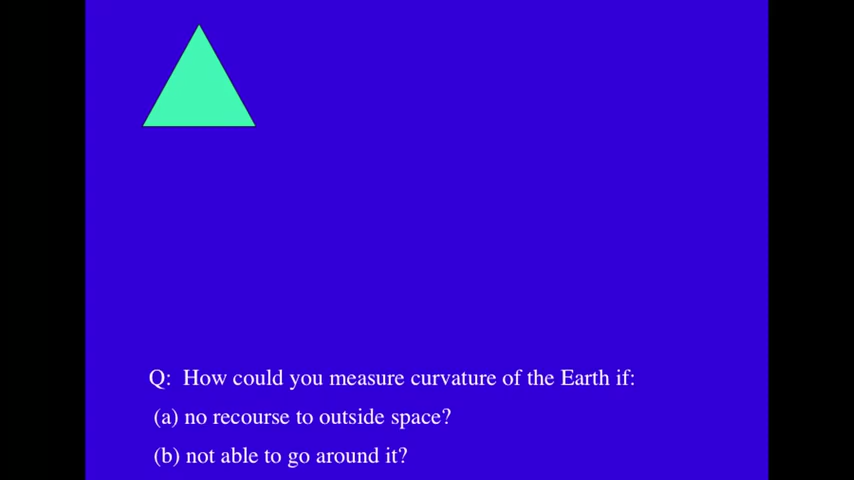 Q: How could you measure curvature of the Earth if:
(a) no recourse to outside space?
(b) not able to go around it?